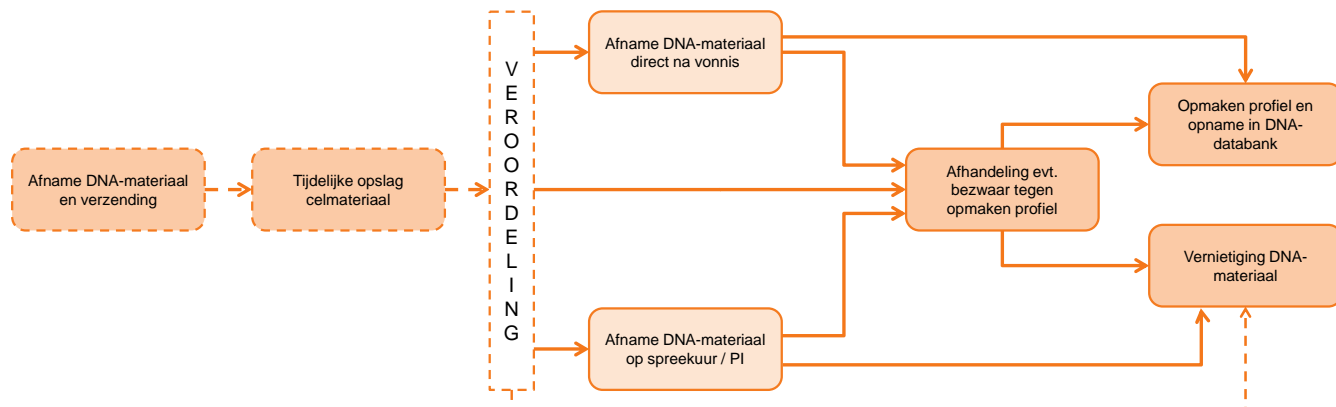 Afname DNA-materiaal
en verzending
Tijdelijke opslag
celmateriaal
VEROORDELING
Afname DNA-materiaal
direct na vonnis
Afname DNA-materiaal
op spreekuur / PI
Afhandeling evt.
bezwaar tegen
opmaken profiel
Opmaken profiel en
opname in DNA-
databank
Vernietiging DNA-
materiaal